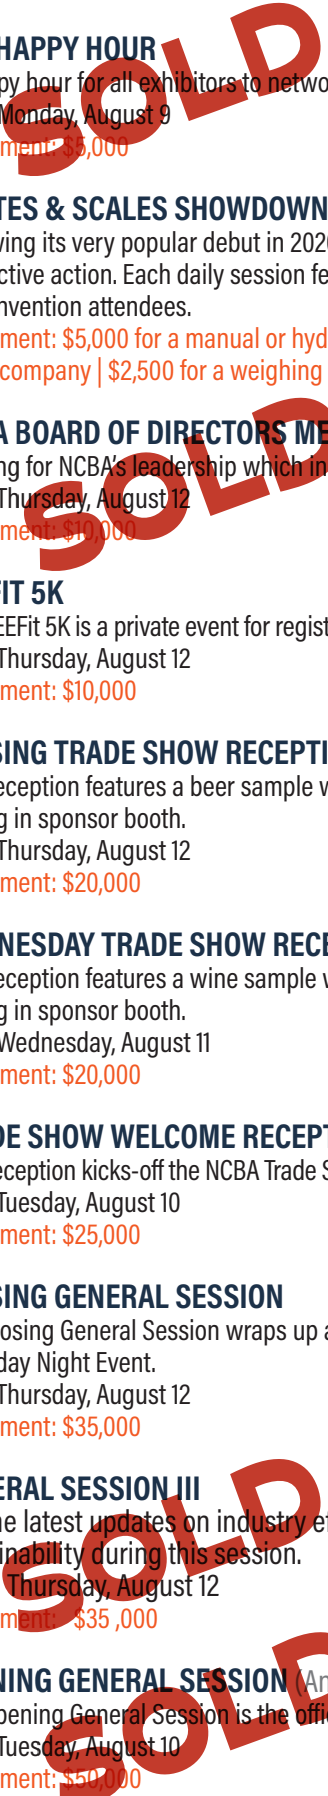 HAPPY HOUR
py hour for all exhibitors to netwo
Monday, August 9
ment: $5,000
SOLD
TES & SCALES SHOWDOWN
ving its very popular debut in 202
ctive action. Each daily session fe
nvention attendees.
ment: $5,000 for a manual or hyd
company | $2,500 for a weighing
A BOARD OF DIRECTORS ME
ng for NCBA's leadership which in
Thursday, August 12
ment: $10,000
SOLD
FIT 5K
EEFit 5K is a private event for regist
Thursday, August 12
ment: $10,000
SING TRADE SHOW RECEPTI
eception features a beer sample w
g in sponsor booth.
Thursday, August 12
ment: $20,000
NESDAY TRADE SHOW RECE
eception features a wine sample w
g in sponsor booth.
Wednesday, August 11
ment: $20,000
DE SHOW WELCOME RECEPT
eception kicks-off the NCBA Trade S
Tuesday, August 10
ment: $25,000
SING GENERAL SESSION
osing General Session wraps up a
day Night Event.
Thursday, August 12
ment: $35,000
ERAL SESSION III
he latest updates on industry ef
inability during this session.
Thursday, August 12
ment: $35 ,000
SOLD
NING GENERAL SESSION (An
pening General Session is the offic
Tuesday, August 10
ment: $50,000
SOLD